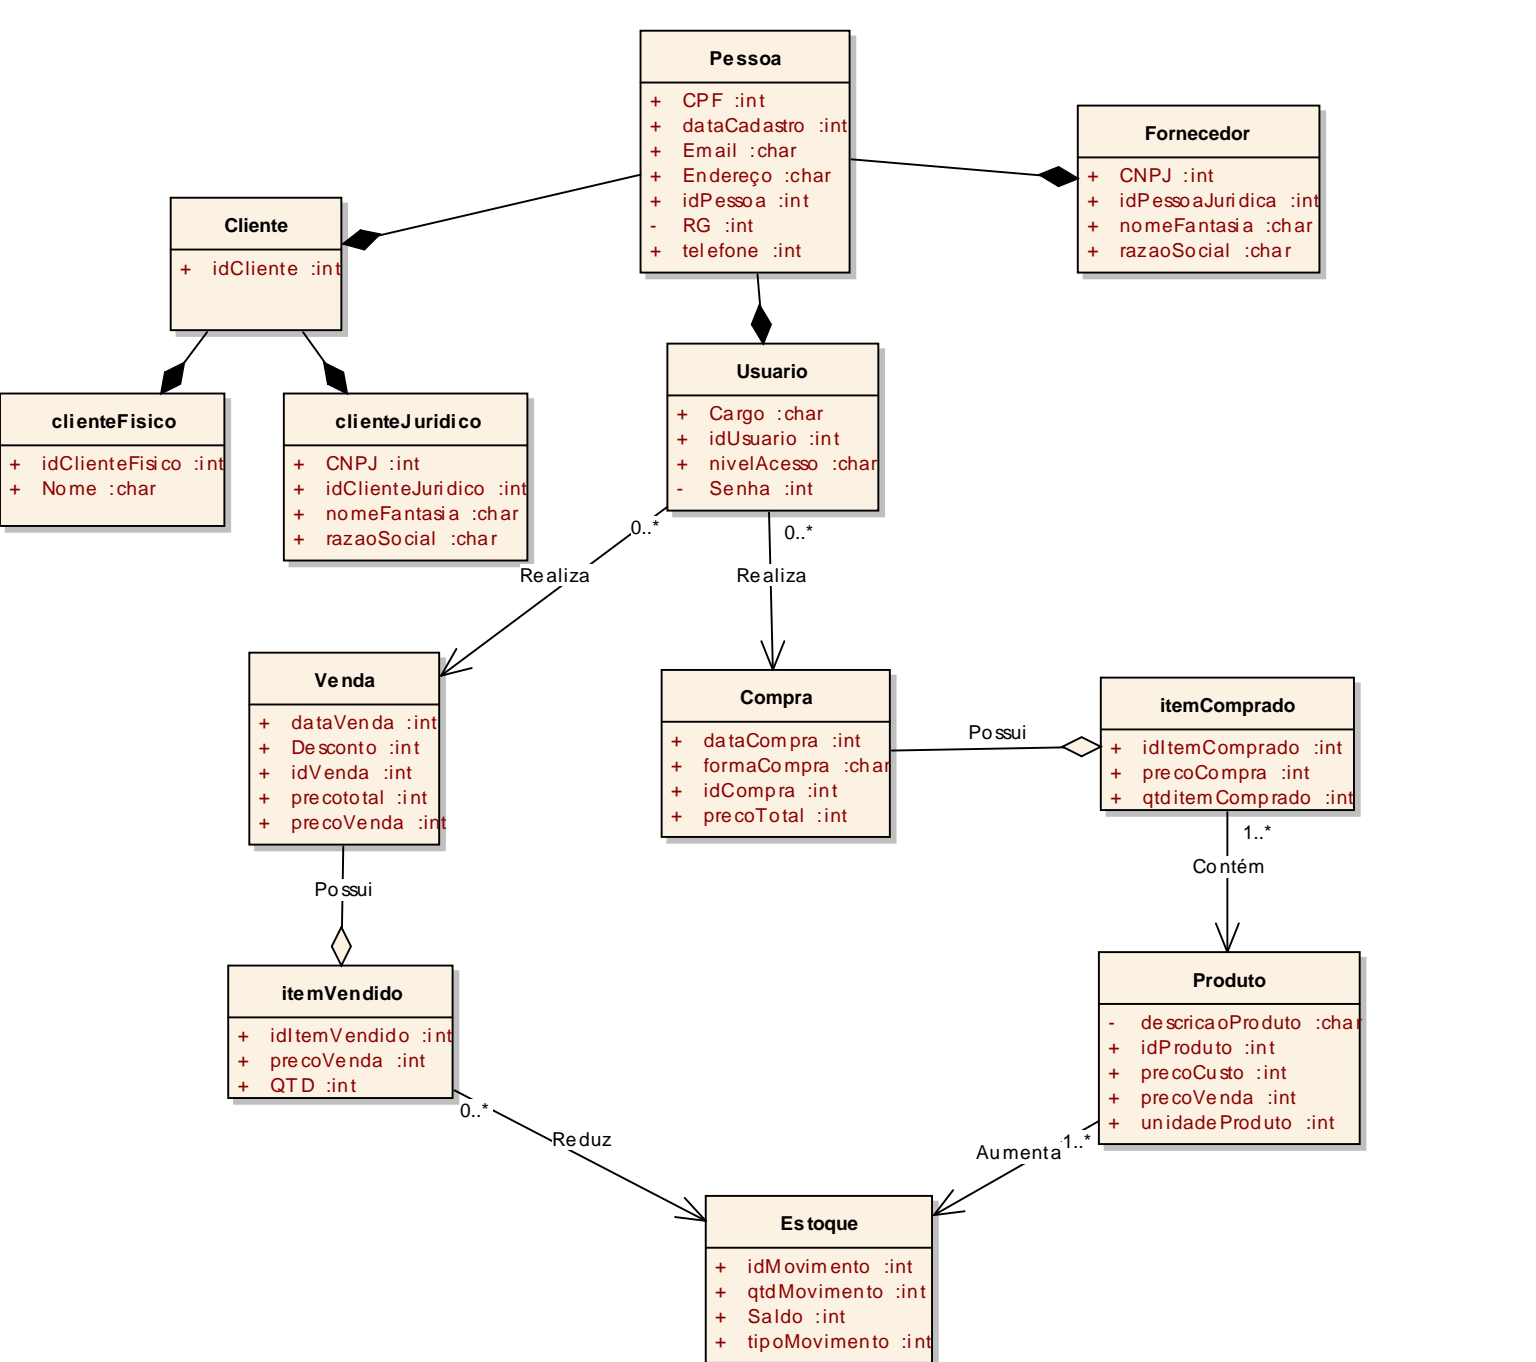 Pessoa
+ CPF :int
+ dataCadastro :int
+ Email :char
+ Endereço :char
+ idPessoa :int
- RG :int
+ telefone :int
Fornecedor
+ CNPJ :int
+ idPessoaJuridica :int
+ nomeFantasia :char
+ razaoSocial :char
Cliente
+ idCliente :int
Usuario
+ Cargo :char
+ idUsuario :int
+ nivelAcesso :char
- Senha :int
clienteFisico
+ idClienteFisico :int
+ Nome :char
clienteJuridico
+ CNPJ :int
+ idClienteJuridico :int
+ nomeFantasia :char
+ razaoSocial :char
0..*
0..*
Realiza
Realiza
Venda
+ dataVenda :int
+ Desconto :int
+ idVenda :int
+ precototal :int
+ precoVenda :int
Compra
+ dataCompra :int
+ formaCompra :char
+ idCompra :int
+ precoTotal :int
Possui
itemComprado
+ idItemComprado :int
+ precoCompra :int
+ qtditemComprado :int
1..*
Contém
Possui
itemVendido
+ idItemVendido :int
+ precoVenda :int
+ QTD :int
Produto
- descricaoProduto :char
+ idProduto :int
+ precoCusto :int
+ precoVenda :int
+ unidadeProduto :int
0..*
Reduz
1..*
Aumenta
Estoque
+ idMovimento :int
+ qtdMovimento :int
+ Saldo :int
+ tipoMovimento :int